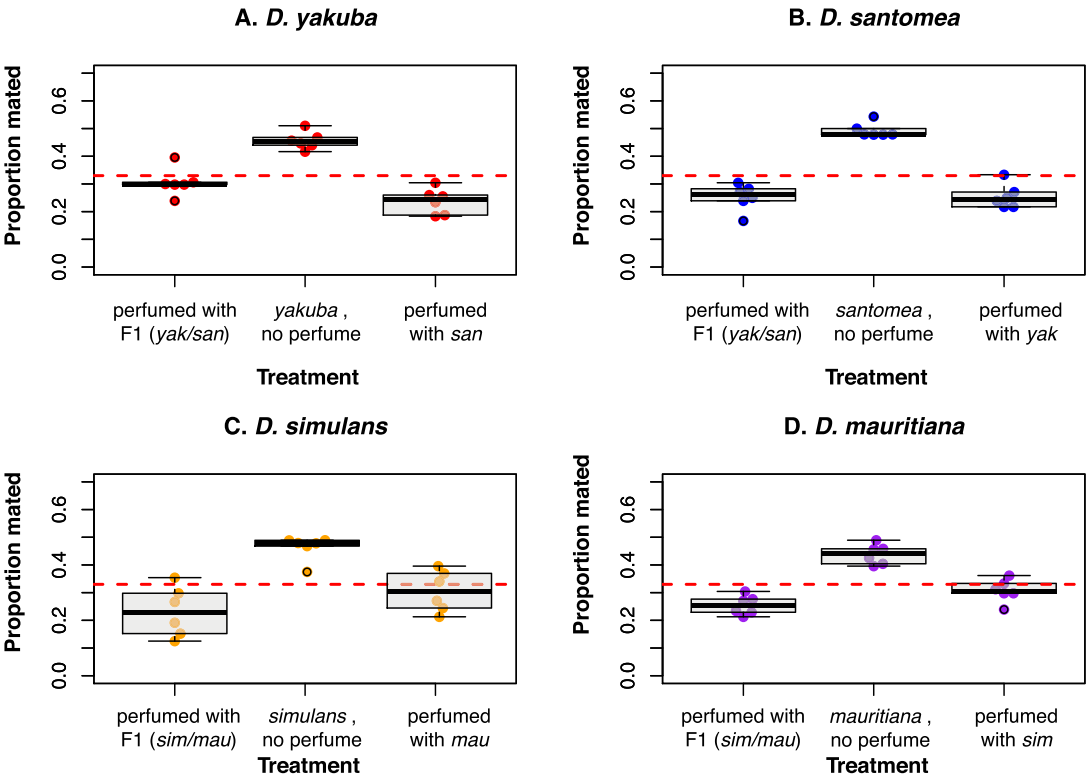 A. D. yakuba
Proportion mated
0.6
0.4
0.2
0.0
perfumed with
F1 (yak/san)
yakuba ,
no perfume
perfumed
with san
Treatment
B. D. santomea
Proportion mated
0.6
0.4
0.2
0.0
perfumed with
F1 (yak/san)
santomea ,
no perfume
perfumed
with yak
Treatment
C. D. simulans
Proportion mated
0.6
0.4
0.2
0.0
perfumed with
F1 (sim/mau)
simulans ,
no perfume
perfumed
with mau
Treatment
D. D. mauritiana
Proportion mated
0.6
0.4
0.2
0.0
perfumed with
F1 (sim/mau)
mauritiana ,
no perfume
perfumed
with sim
Treatment